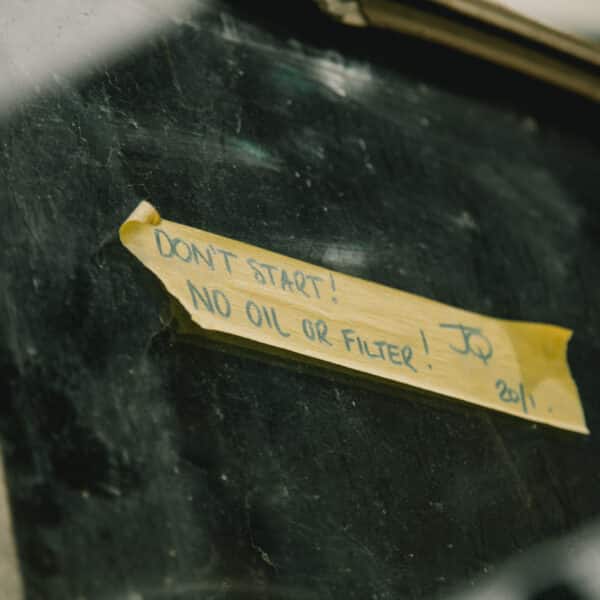 DON'T START!
NO OIL OR FILTER! JQ
20/1.